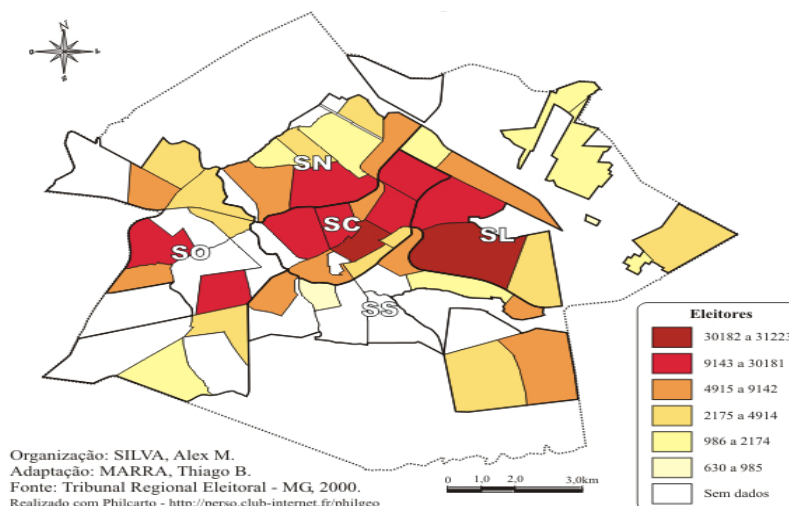 N
O
L
S
SN
SC
SO
SL
SS
Eleitores
30182 a 31223
9143 a 30181
4915 a 9142
2175 a 4914
986 a 2174
630 a 985
Sem dados
Organização: SILVA, Alex M.
Adaptação: MARRA, Thiago B.
Fonte: Tribunal Regional Eleitoral - MG, 2000.
Realizado com Philcarto - http://perso.club-internet.fr/philgeo
0 1,0 2,0 3,0km